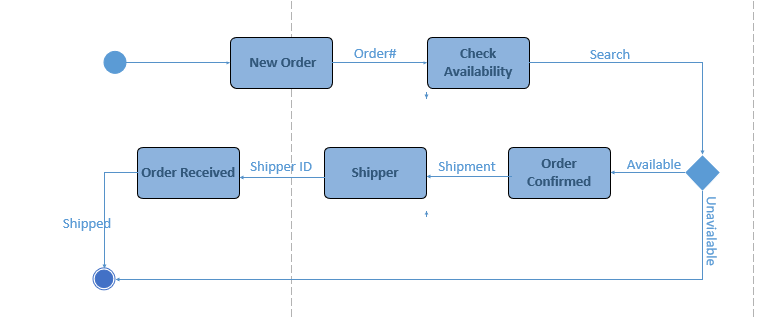 New Order
Order#
Check
Availability
Search
Order Received
Shipper ID
Shipper
Shipment
Order
Confirmed
Available
Unavialable
Shipped